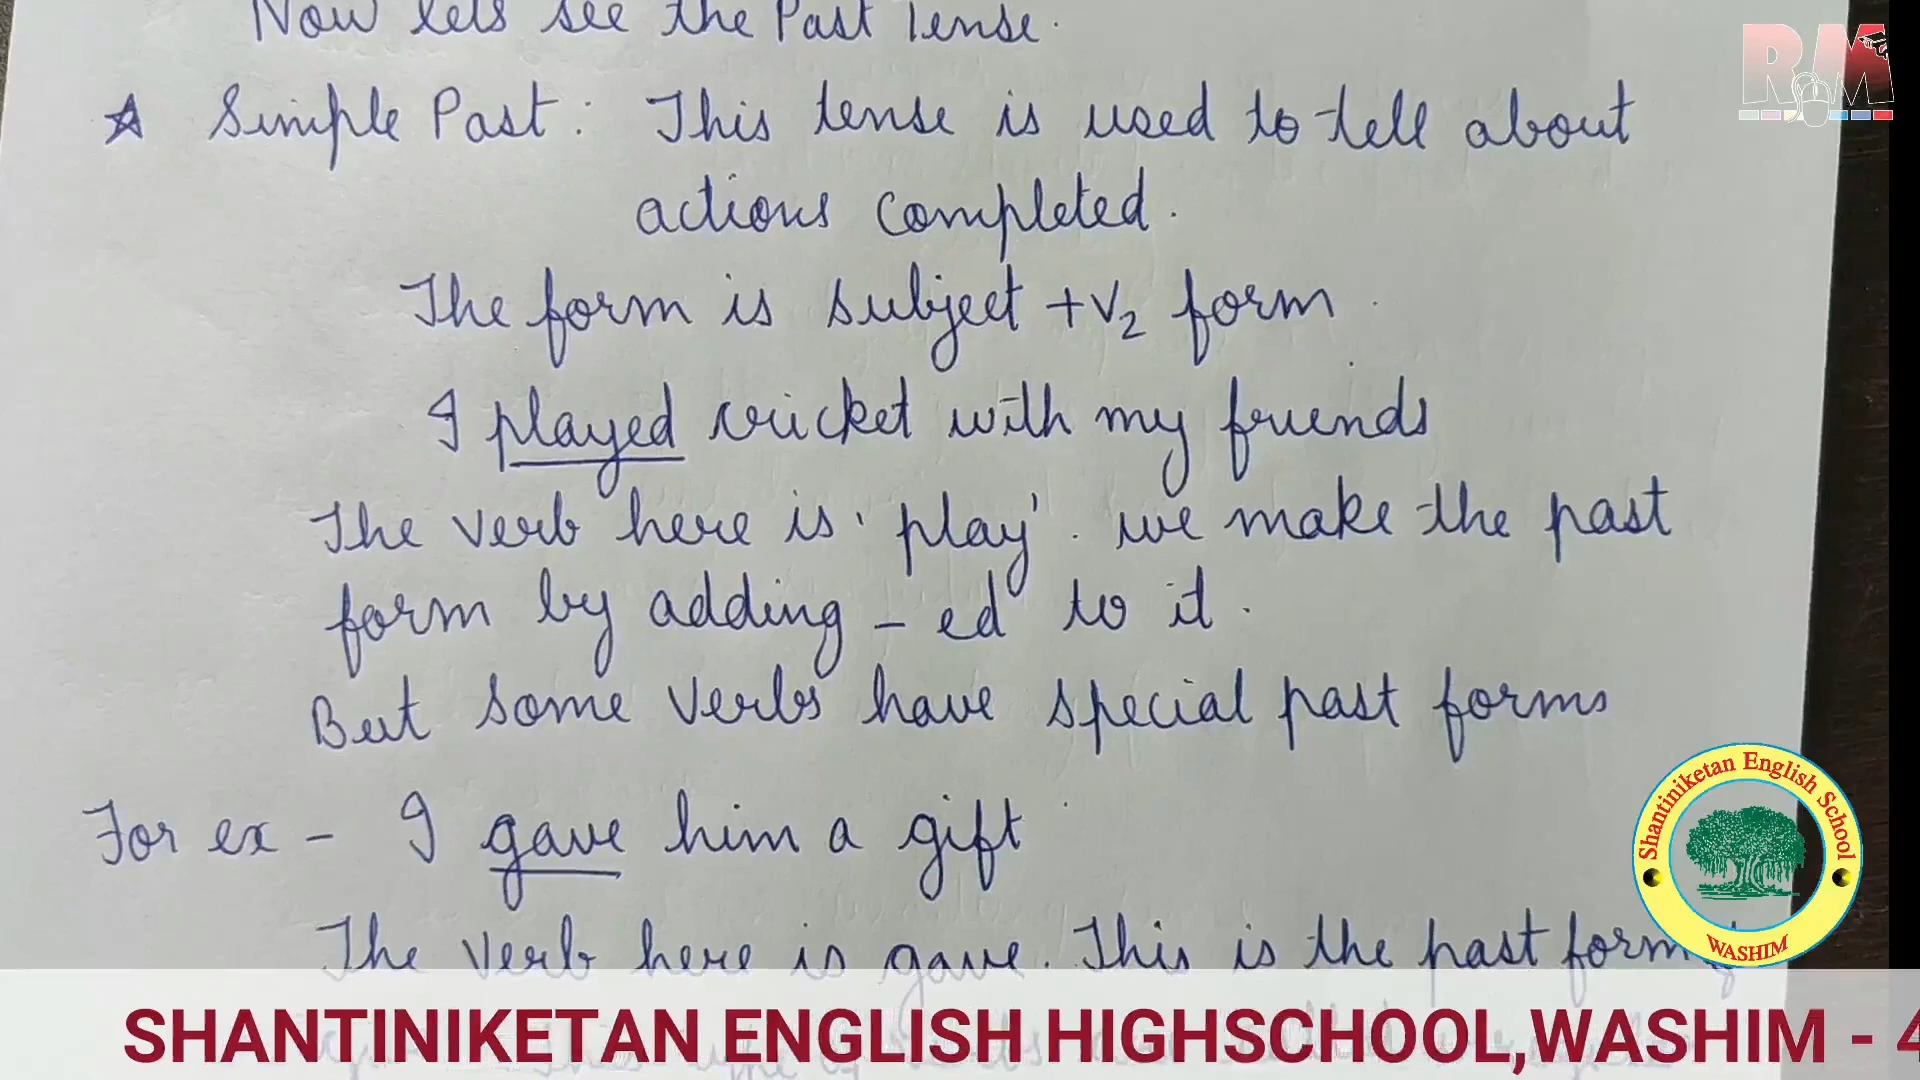 Now lets see the Past Tense.
☆ Simple Past: This tense is used to tell about
actions completed.
The form is subject + V₂ form
I played cricket with my friends
The verb here is 'play'. we make the past
form by adding -ed to it.
But some verbs have special past forms
For ex - I gave him a gift
The verb here is gave. This is the past form
RM
Shantiniketan English School
WASHIM
SHANTINIKETAN ENGLISH HIGHSCHOOL,WASHIM - 4